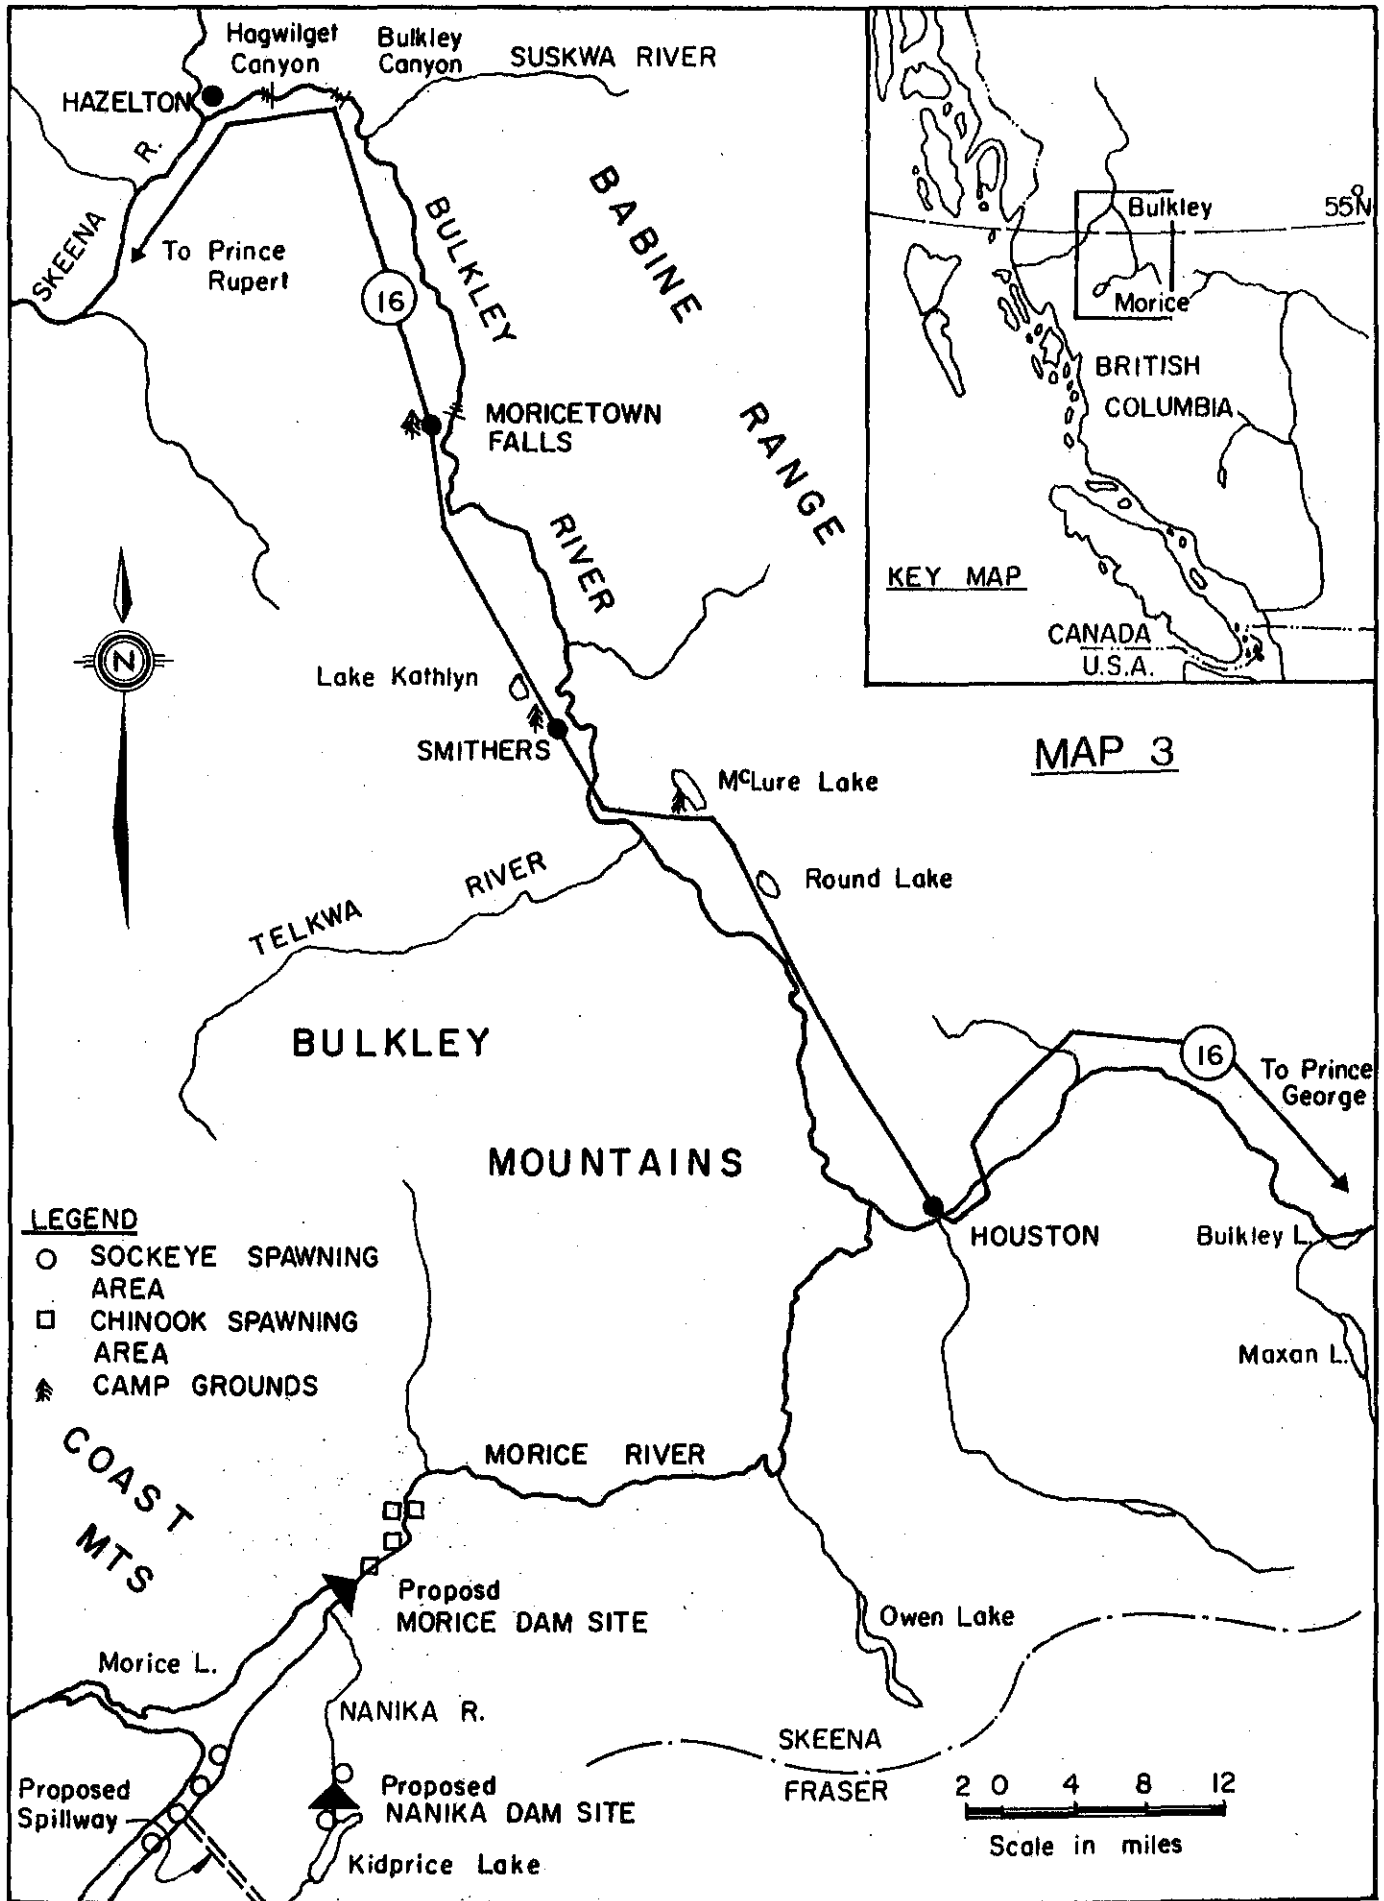 Hagwilget
Canyon
Bulkley
Canyon
SUSKWA RIVER
HAZELTON
SKEENA R.
To Prince
Rupert
16
BULKLEY
RIVER
BABINE
RANGE
MORICETOWN
FALLS
Bulkley
55°N
Morice
BRITISH
COLUMBIA
KEY MAP
CANADA
U.S.A.
N
Lake Kathlyn
SMITHERS
MAP 3
McLure Lake
Round Lake
TELKWA RIVER
BULKLEY
MOUNTAINS
16
To Prince
George
HOUSTON
Bulkley L.
Maxan L.
LEGEND
SOCKEYE SPAWNING
AREA
CHINOOK SPAWNING
AREA
CAMP GROUNDS
COAST
MTS
MORICE RIVER
Proposd
MORICE DAM SITE
Owen Lake
Morice L.
NANIKA R.
SKEENA
FRASER
Proposed
Spillway
Proposed
NANIKA DAM SITE
Kidprice Lake
2 0 4 8 12
Scale in miles